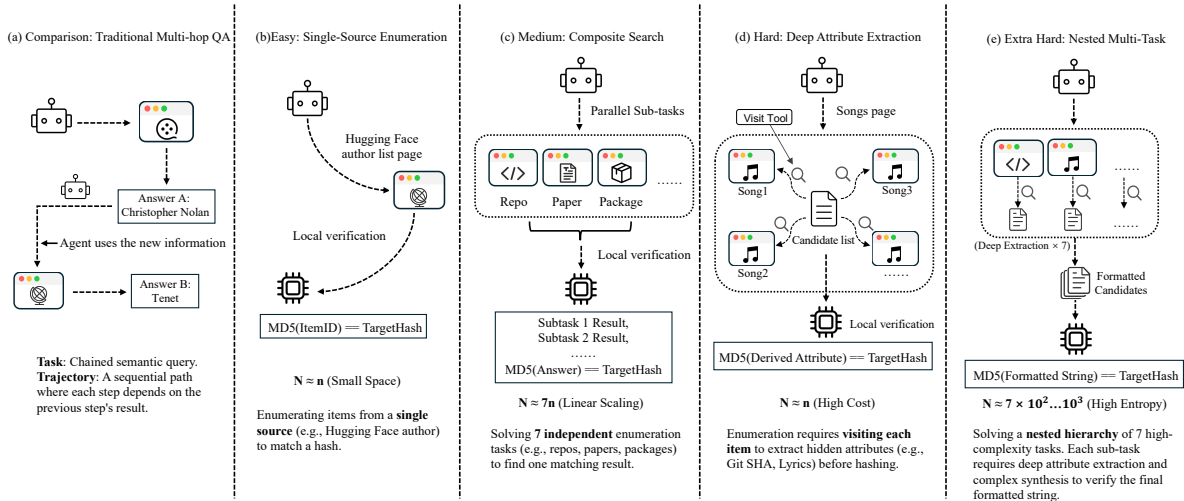 (a) Comparison: Traditional Multi-hop QA
Answer A:
Christopher Nolan
Agent uses the new information
Answer B:
Tenet
Task: Chained semantic query.
Trajectory: A sequential path
where each step depends on the
previous step's result.
(b)Easy: Single-Source Enumeration
Hugging Face
author list page
Local verification
MD5(ItemID) == TargetHash
N ≈ n (Small Space)
Enumerating items from a single
source (e.g., Hugging Face author)
to match a hash.
(c) Medium: Composite Search
Parallel Sub-tasks
</>
Repo
Paper
Package
......
Local verification
Subtask 1 Result,
Subtask 2 Result,
......
MD5(Answer) == TargetHash
N ≈ 7n (Linear Scaling)
Solving 7 independent enumeration
tasks (e.g., repos, papers, packages)
to find one matching result.
(d) Hard: Deep Attribute Extraction
Visit Tool
Songs page
Song1
Song3
Candidate list
Song2
......
Local verification
MD5(Derived Attribute) == TargetHash
N ≈ n (High Cost)
Enumeration requires visiting each
item to extract hidden attributes (e.g.,
Git SHA, Lyrics) before hashing.
(e) Extra Hard: Nested Multi-Task
</>
......
......
(Deep Extraction × 7)
Formatted
Candidates
MD5(Formatted String) == TargetHash
N ≈ 7 × 10²…10³ (High Entropy)
Solving a nested hierarchy of 7 high-
complexity tasks. Each sub-task
requires deep attribute extraction and
complex synthesis to verify the final
formatted string.